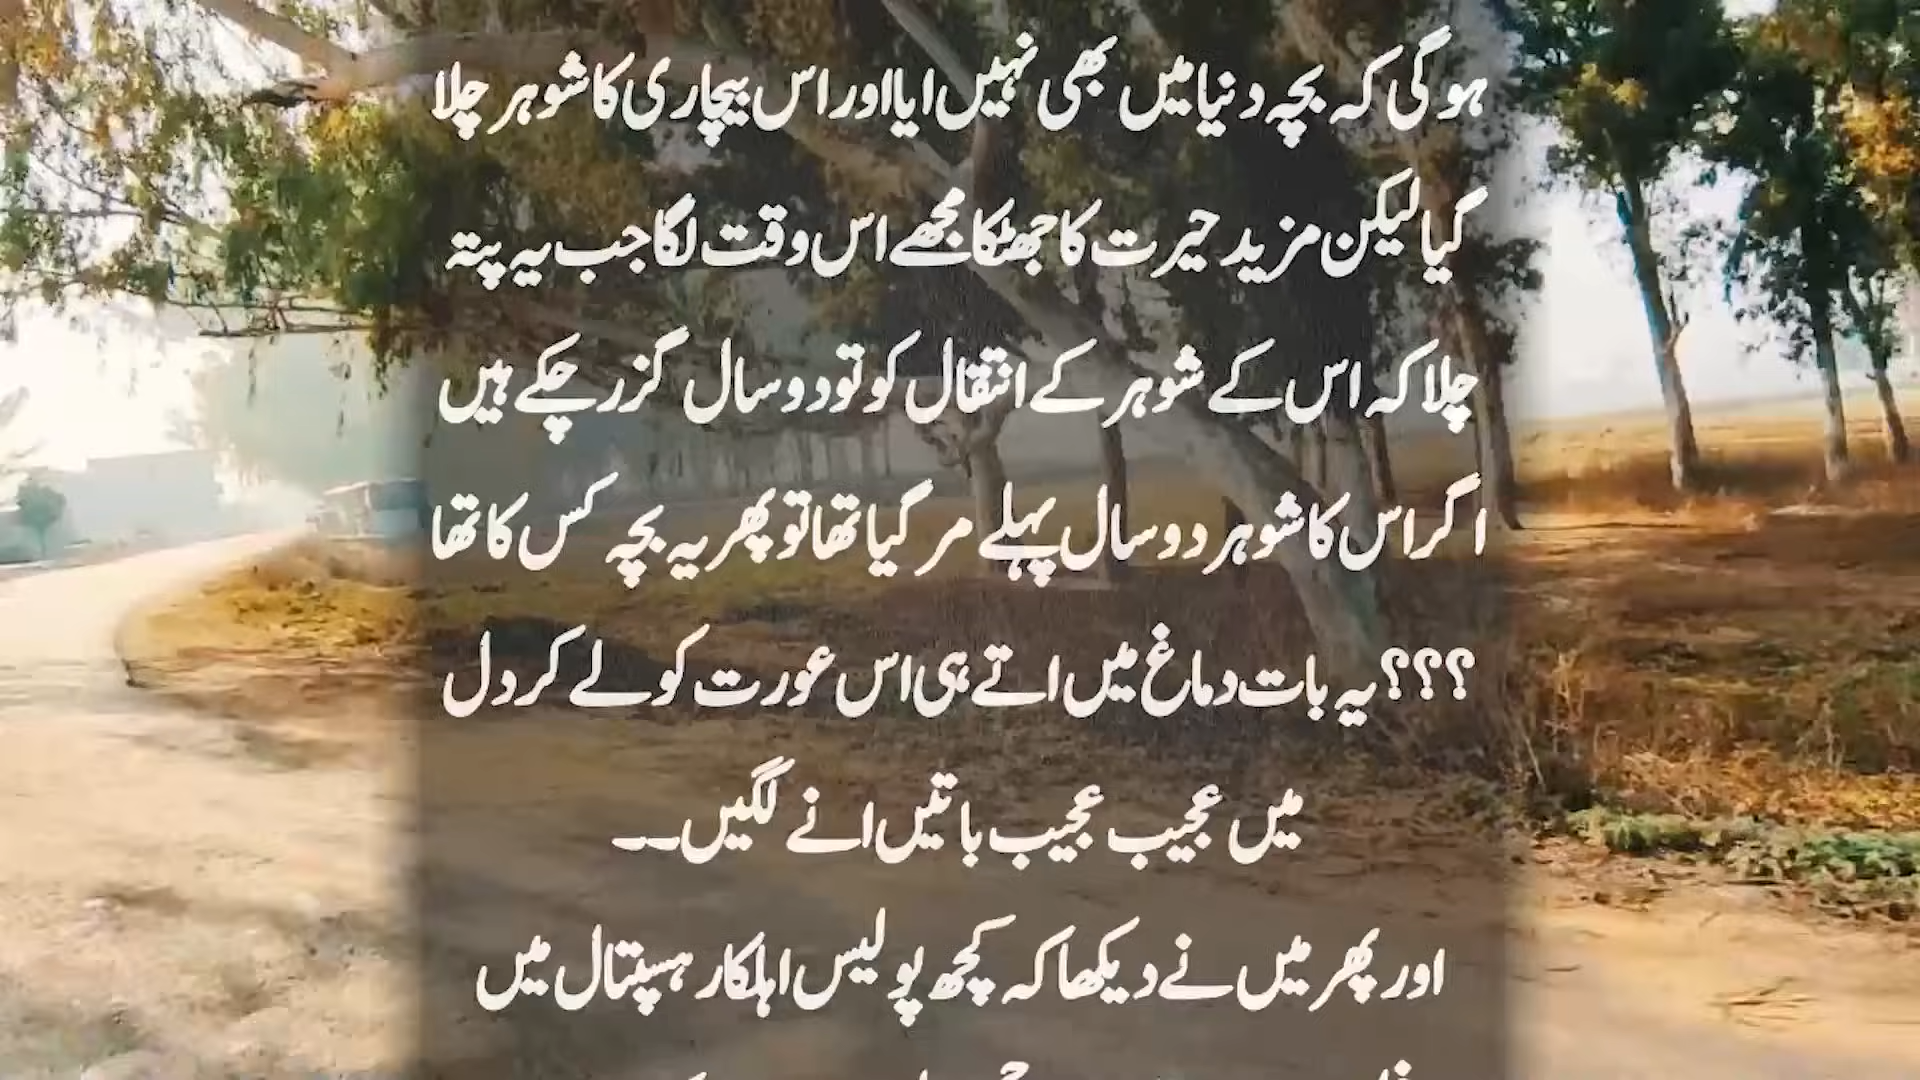 ہوگی کہ بچہ دنیا میں بھی نہیں ایا اور اس بیچاری کا شوہر چلا
گیا لیکن مزید حیرت کا جھٹکا مجھے اس وقت لگا جب یہ پتہ
چلا کہ اس کے شوہر کے انتقال کو تو دو سال گزر چکے ہیں
اگر اس کا شوہر دو سال پہلے مر گیا تھا تو پھر یہ بچہ کس کا تھا
؟؟؟ یہ بات دماغ میں اتے ہی اس عورت کو لے کر دل
میں عجیب عجیب باتیں انے لگیں۔۔
اور پھر میں نے دیکھا کہ کچھ پولیس اہلکار ہسپتال میں